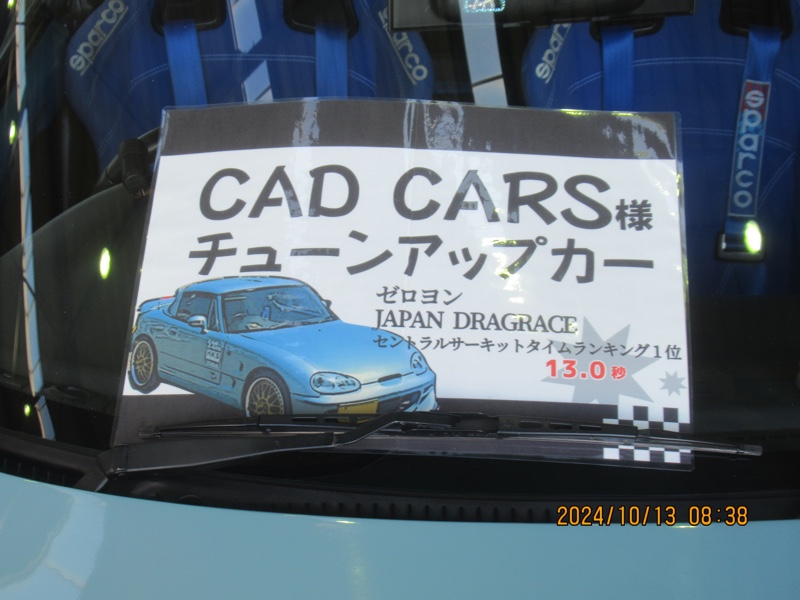 sparco
sparco
sparco
sparco
CAD CARS様
チューンアップカー
ゼロヨン
JAPAN DRAGRACE
セントラルサーキットタイムランキング1位
13.0秒
2024/10/13 08:38